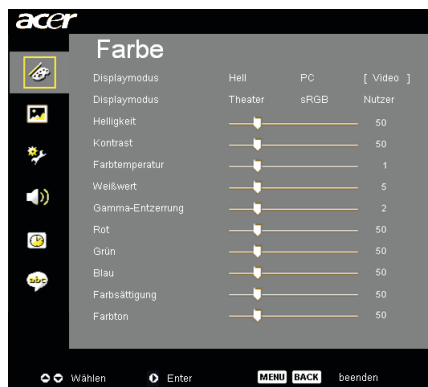 acer
Farbe
Displaymodus Hell PC [ Video ]
Displaymodus Theater sRGB Nutzer
Helligkeit 50
Kontrast 50
Farbtemperatur 1
Weißwert 5
Gamma-Entzerrung 2
Rot 50
Grün 50
Blau 50
Farbsättigung 50
Farbton 50
abc
Wählen Enter MENU BACK beenden